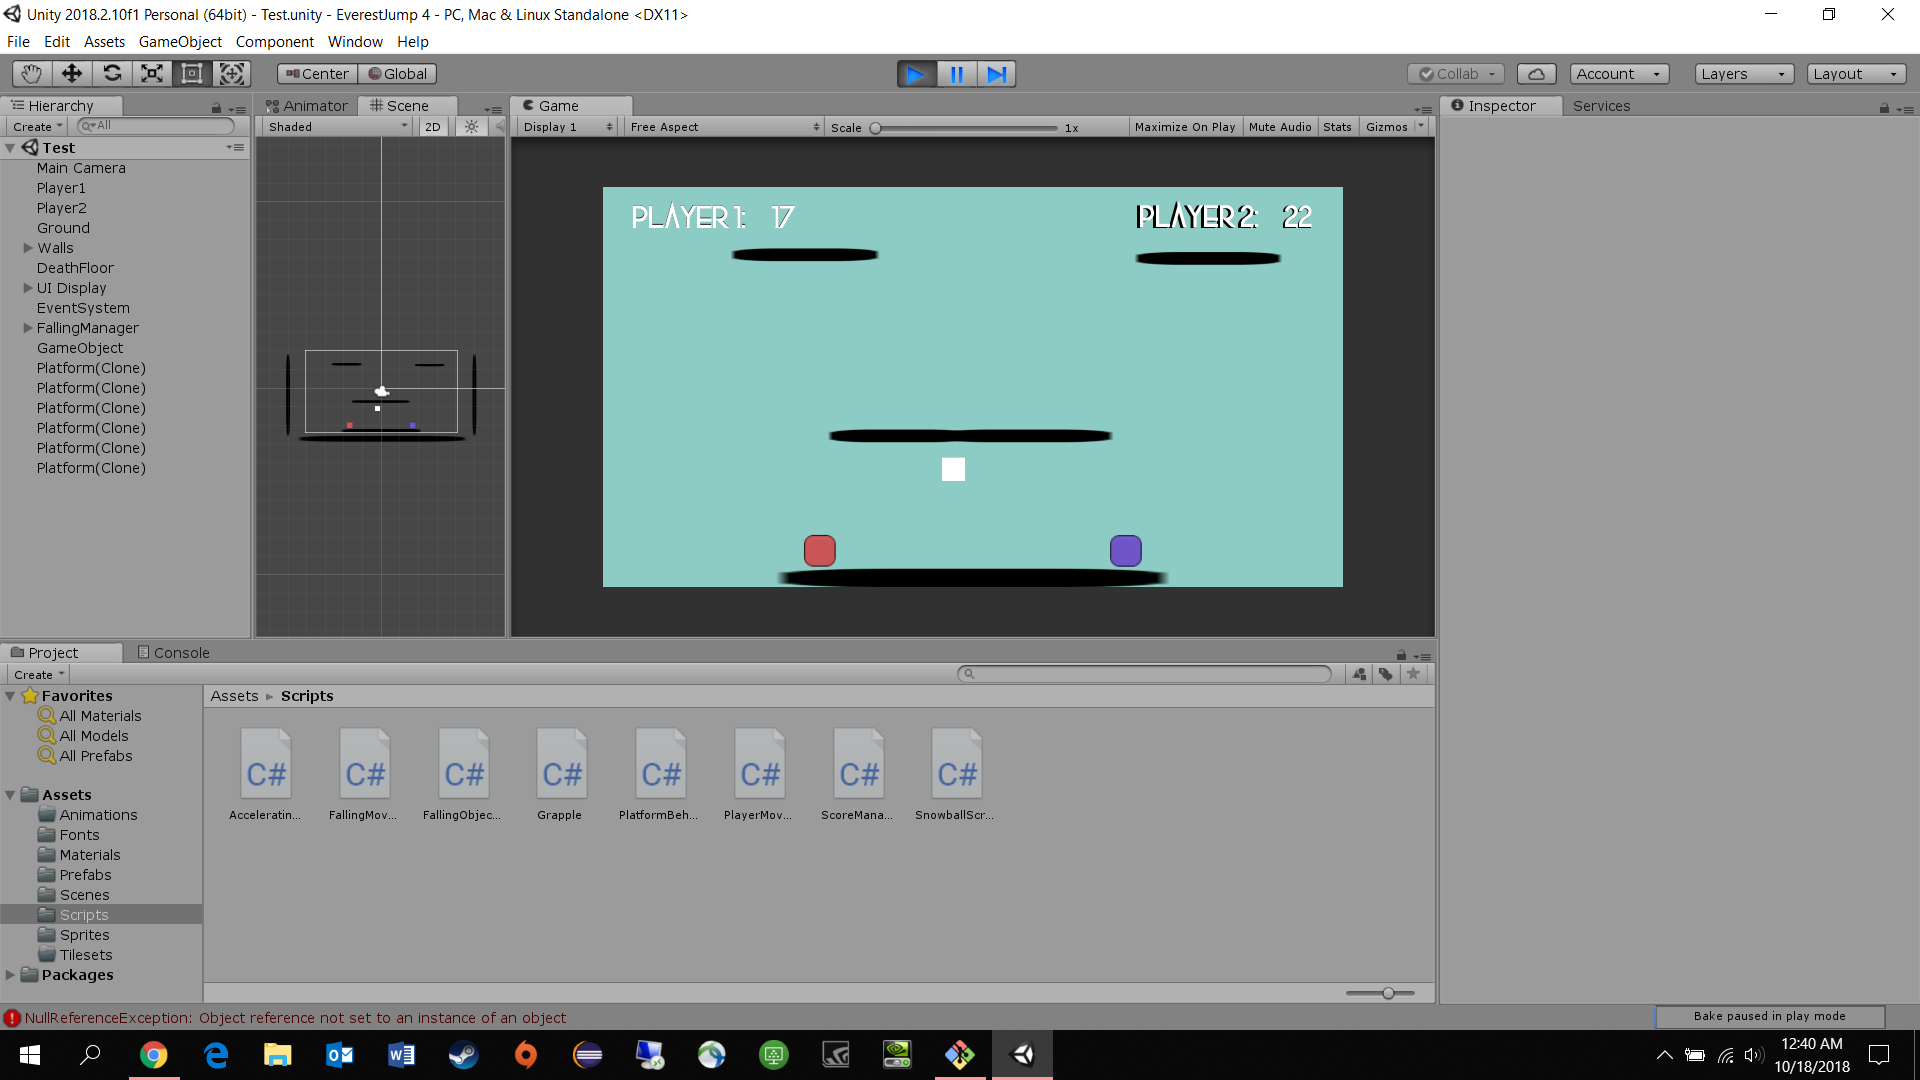 Unity 2018.2.10f1 Personal (64bit) - Test.unity - EverestJump 4 - PC, Mac & Linux Standalone <DX11>
File Edit Assets GameObject Component Window Help
Center Global Collab Account Layers Layout
Hierarchy Animator Scene Game Inspector Services
Create All Shaded 2D Display 1 Free Aspect Scale 1x Maximize On Play Mute Audio Stats Gizmos
Test
Main Camera
Player1
Player2
Ground
Walls
DeathFloor
UI Display
EventSystem
FallingManager
GameObject
Platform(Clone)
Platform(Clone)
Platform(Clone)
Platform(Clone)
Platform(Clone)
Platform(Clone)
PLAYER 1: 17
PLAYER 2: 22
Project Console
Create
Favorites
All Materials
All Models
All Prefabs
Assets
Animations
Fonts
Materials
Prefabs
Scenes
Scripts
Sprites
Tilesets
Packages
Assets ▸ Scripts
C# C# C# C# C# C# C# C#
Acceleratin... FallingMov... FallingObjec... Grapple PlatformBeh... PlayerMov... ScoreMana... SnowballScr...
NullReferenceException: Object reference not set to an instance of an object
Bake paused in play mode
12:40 AM
10/18/2018